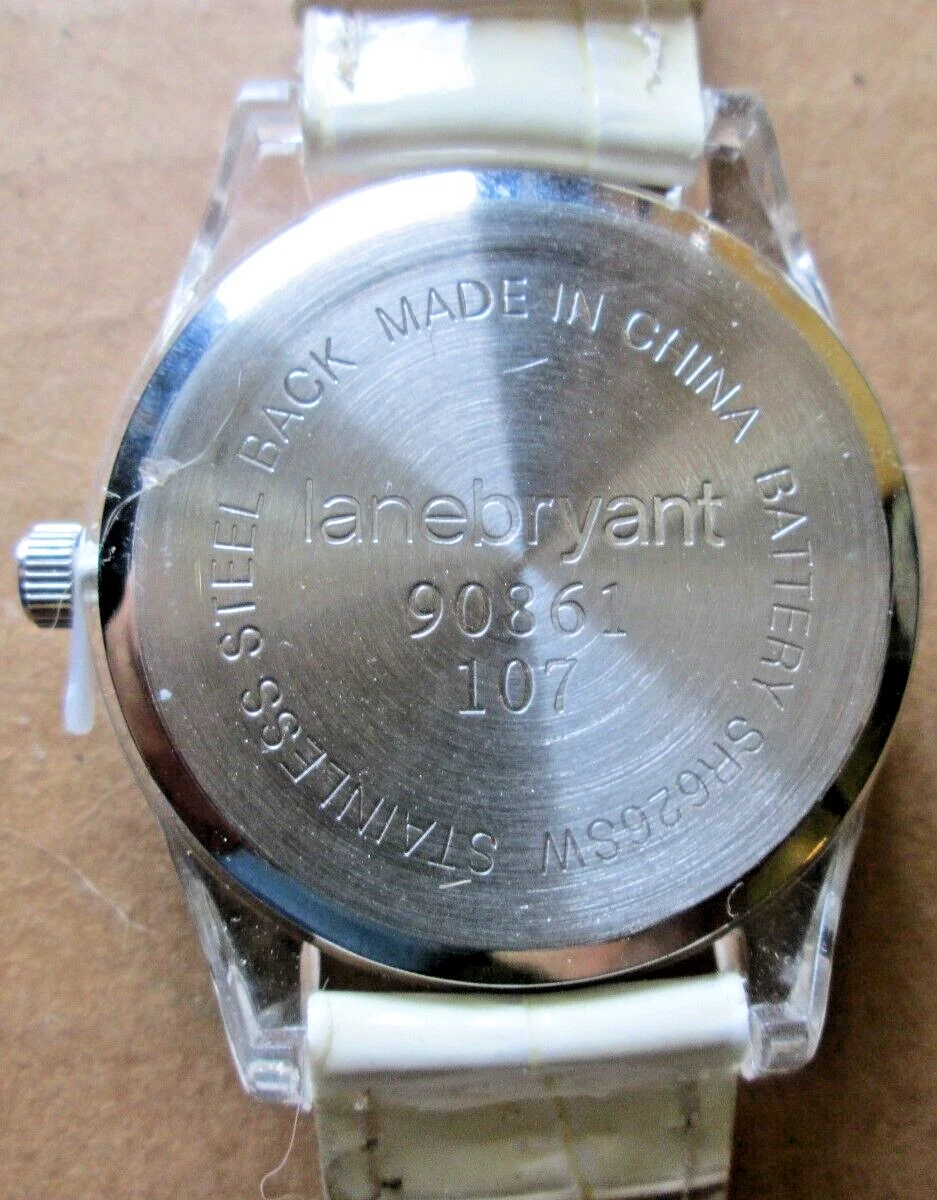 STAINLESS STEEL BACK MADE IN CHINA BATTERY SR626SW
lanebryant
90861
107